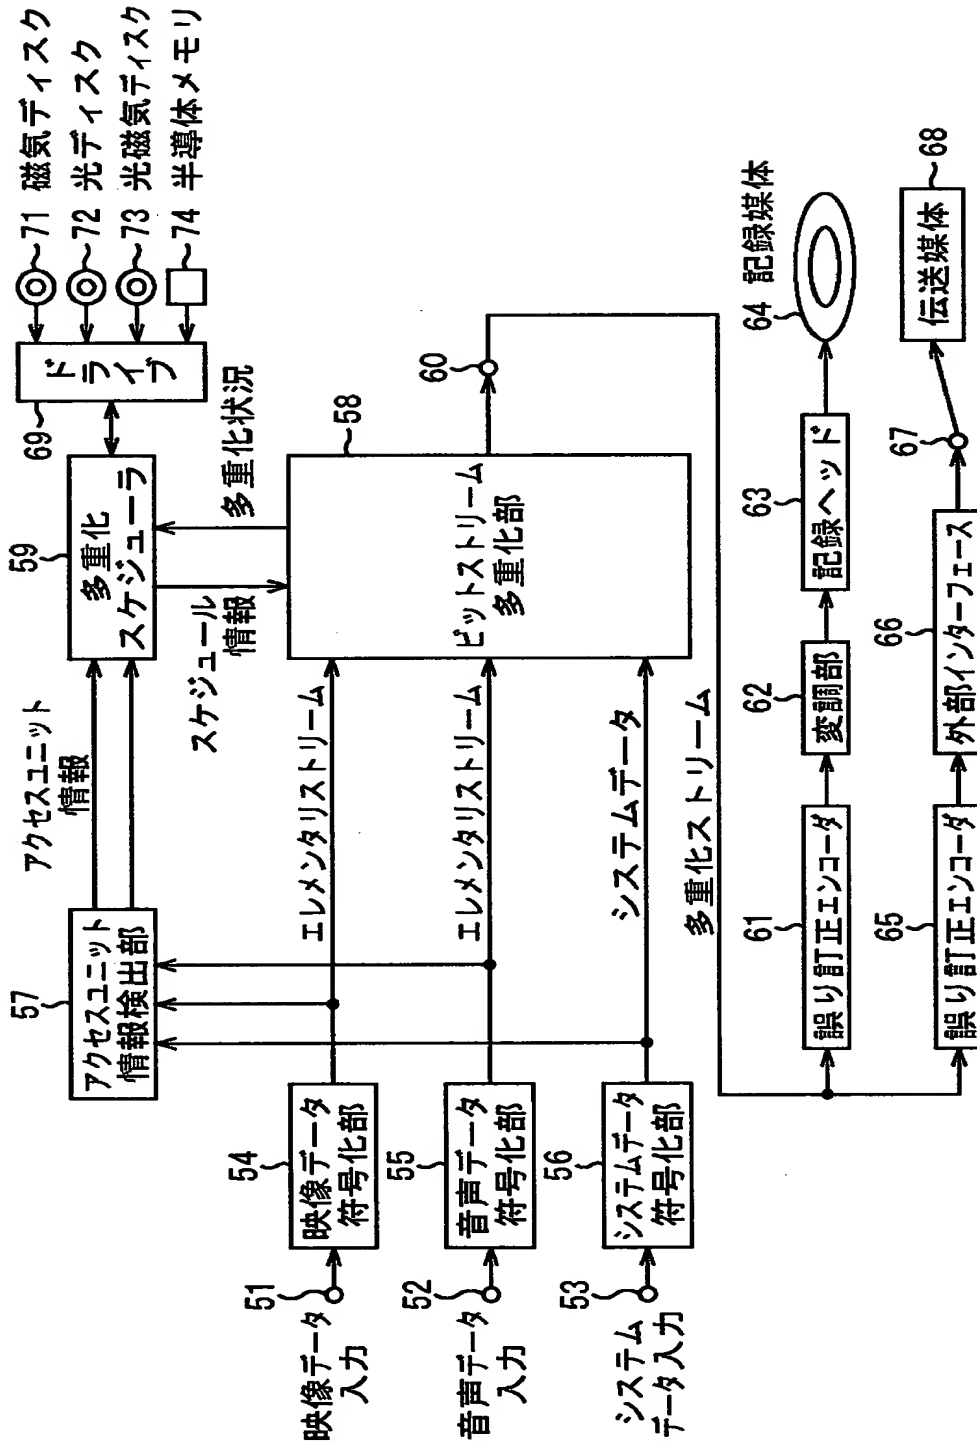 71 磁気ディスク
72 光ディスク
73 光磁気ディスク
74 半導体メモリ
69
ドライブ
59
多重化
スケジューラ
アクセスユニット
情報
57
アクセスユニット
情報検出部
多重化状況
スケジュール
情報
58
ビットストリーム
多重化部
60
エレメンタリストリーム
エレメンタリストリーム
システムデータ
多重化ストリーム
54
映像データ
符号化部
51
映像データ
入力
55
音声データ
符号化部
52
音声データ
入力
56
システムデータ
符号化部
53
システム
データ入力
61
誤り訂正エンコーダ
62
変調部
63
記録ヘッド
64 記録媒体
65
誤り訂正エンコーダ
66
外部インターフェース
67
伝送媒体
68